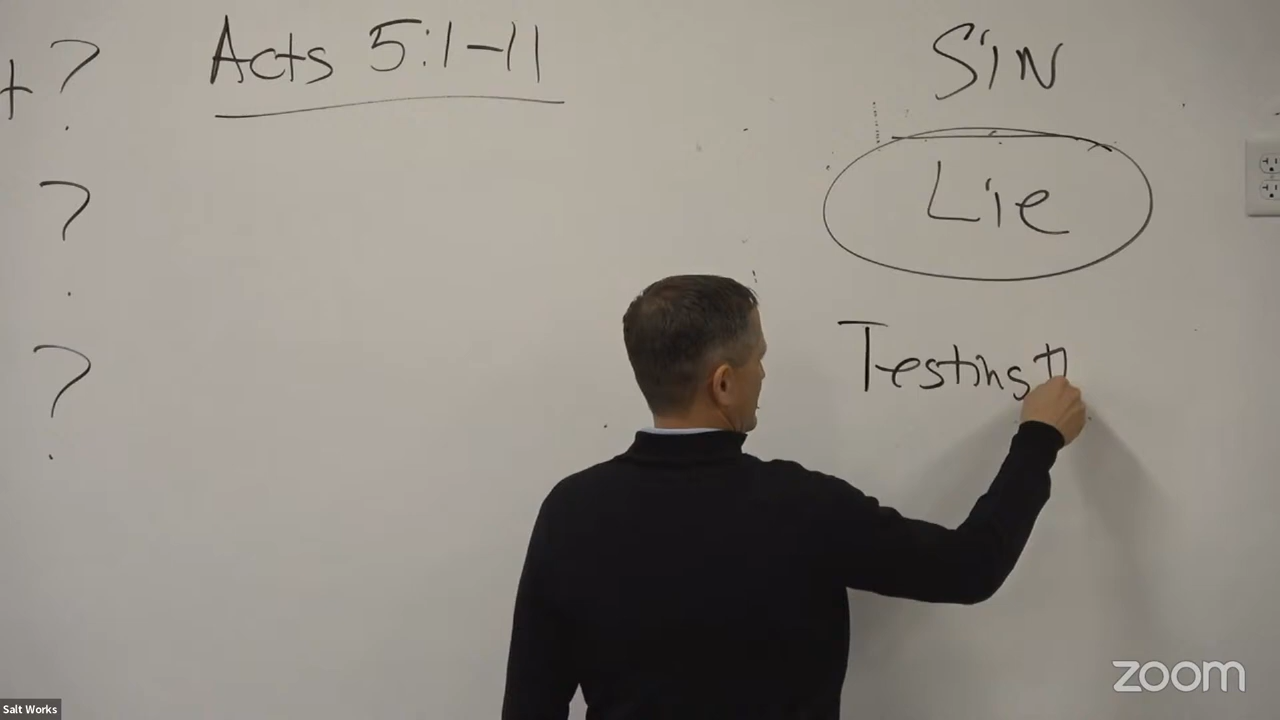 + ?
Acts 5:1-11
Sin
?
Lie
?
Testing
zoom
Salt Works